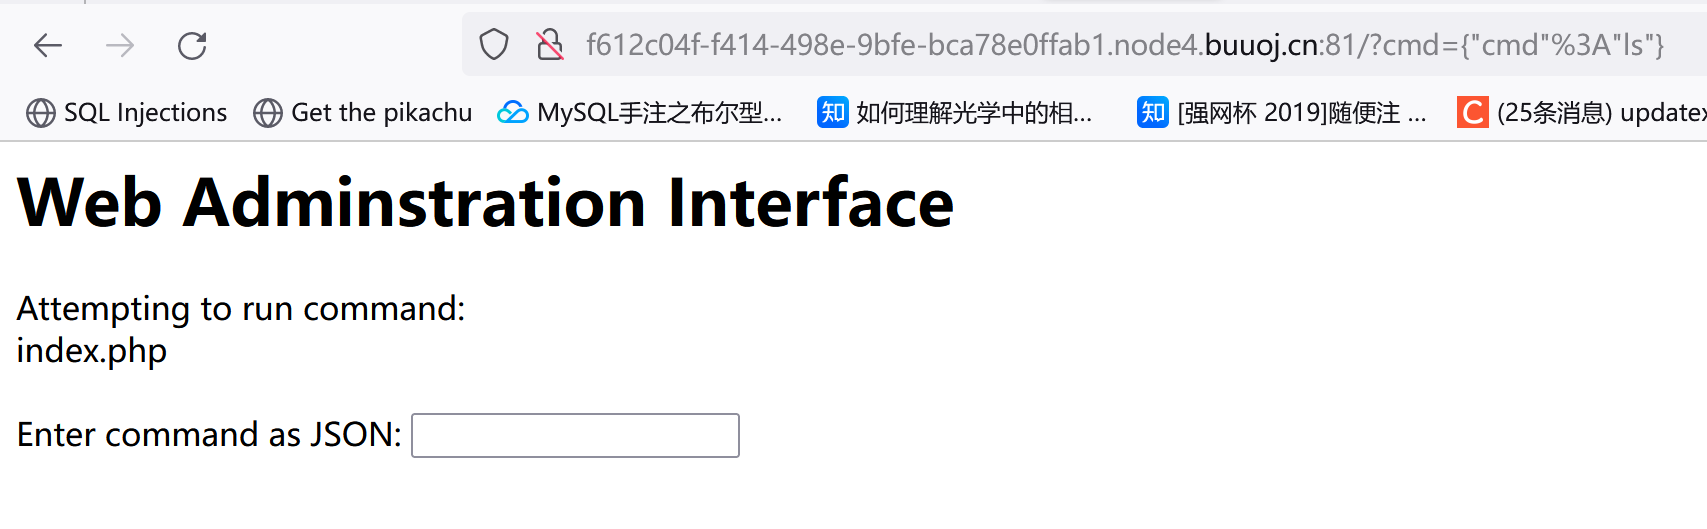 f612c04f-f414-498e-9bfe-bca78e0ffab1.node4.buuoj.cn:81/?cmd={"cmd"%3A"ls"}
SQL Injections Get the pikachu MySQL手注之布尔型... 知 如何理解光学中的相... 知 [强网杯 2019]随便注 ... C (25条消息) updatex
Web Adminstration Interface
Attempting to run command:
index.php
Enter command as JSON: